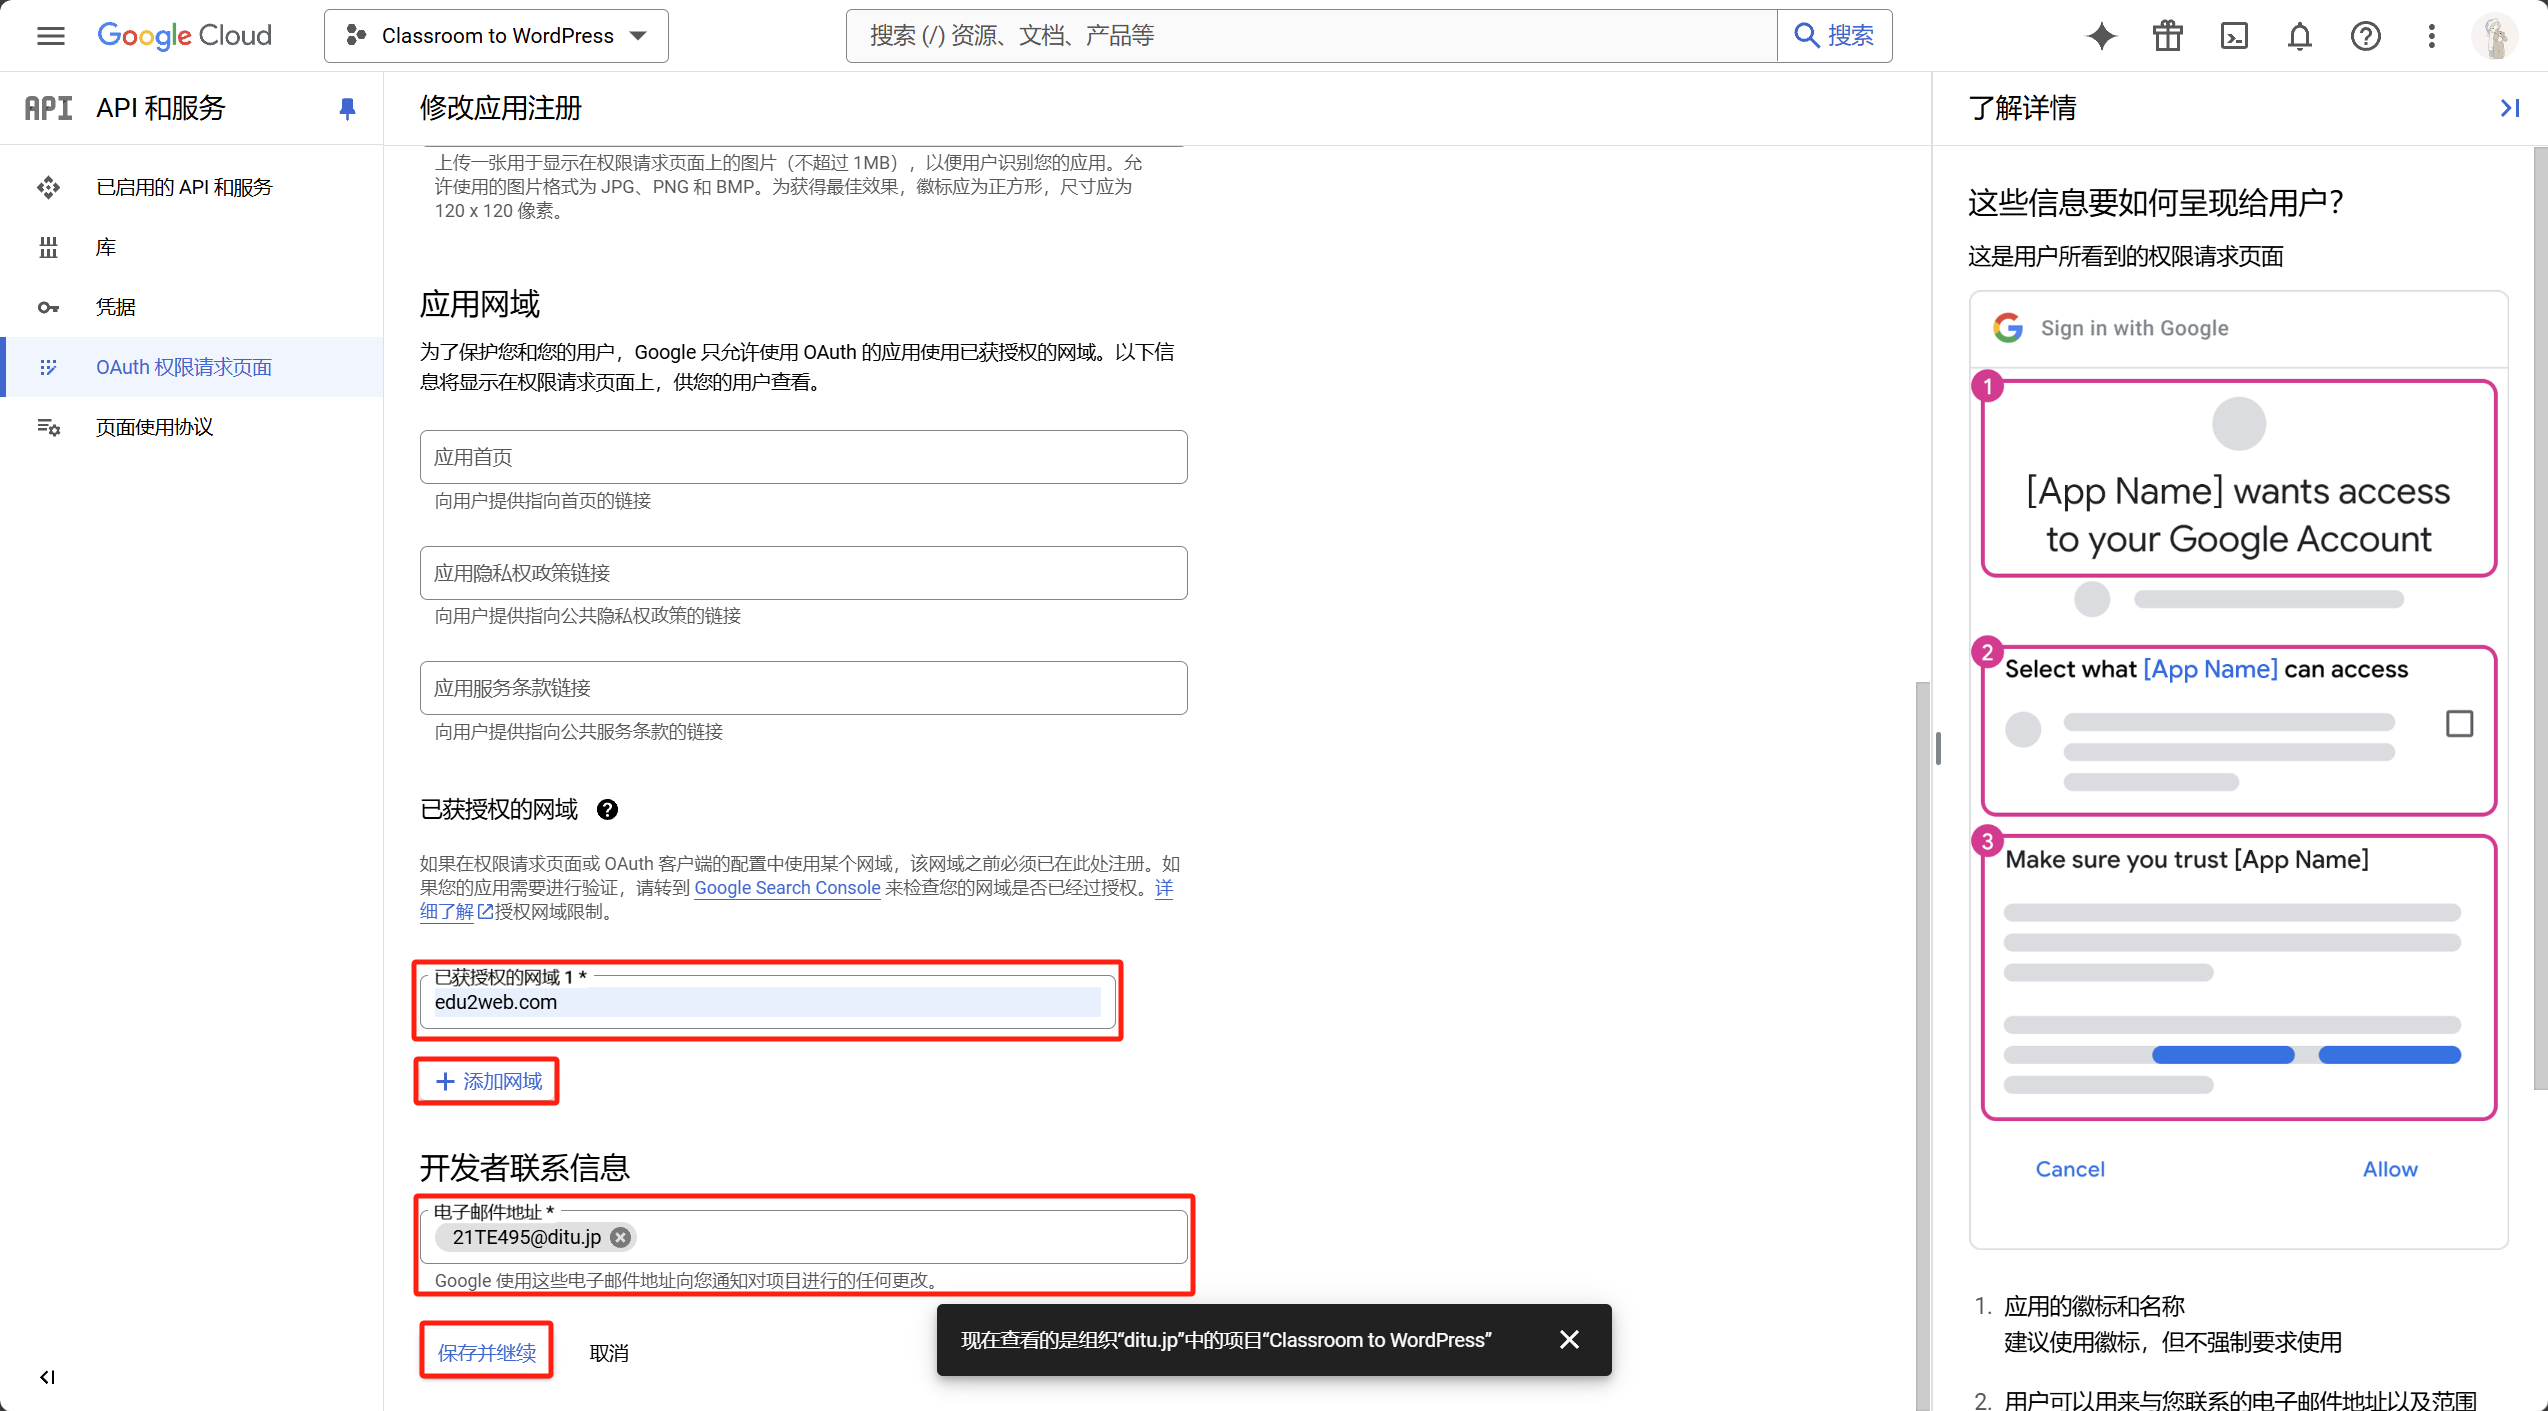 Google Cloud
Classroom to WordPress
搜索 (/) 资源、文档、产品等
搜索
API
API 和服务
已启用的 API 和服务
库
凭据
OAuth 权限请求页面
页面使用协议
修改应用注册
上传一张用于显示在权限请求页面上的图片（不超过 1MB），以便用户识别您的应用。允
许使用的图片格式为 JPG、PNG 和 BMP。为获得最佳效果，徽标应为正方形，尺寸应为
120 x 120 像素。
应用网域
为了保护您和您的用户，Google 只允许使用 OAuth 的应用使用已获授权的网域。以下信
息将显示在权限请求页面上，供您的用户查看。
应用首页
向用户提供指向首页的链接
应用隐私权政策链接
向用户提供指向公共隐私权政策的链接
应用服务条款链接
向用户提供指向公共服务条款的链接
已获授权的网域
如果在权限请求页面或 OAuth 客户端的配置中使用某个网域，该网域之前必须已在此处注册。如
果您的应用需要进行验证，请转到 Google Search Console 来检查您的网域是否已经过授权。详
细了解授权网域限制。
已获授权的网域 1 *
edu2web.com
添加网域
开发者联系信息
电子邮件地址 *
21TE495@ditu.jp
Google 使用这些电子邮件地址向您通知对项目进行的任何更改。
保存并继续
取消
现在查看的是组织“ditu.jp”中的项目“Classroom to WordPress”
了解详情
这些信息要如何呈现给用户？
这是用户所看到的权限请求页面
Sign in with Google
1
[App Name] wants access
to your Google Account
2
Select what [App Name] can access
3
Make sure you trust [App Name]
Cancel
Allow
1. 应用的徽标和名称
建议使用徽标，但不强制要求使用
2. 用户可以用来与您联系的电子邮件地址以及范围